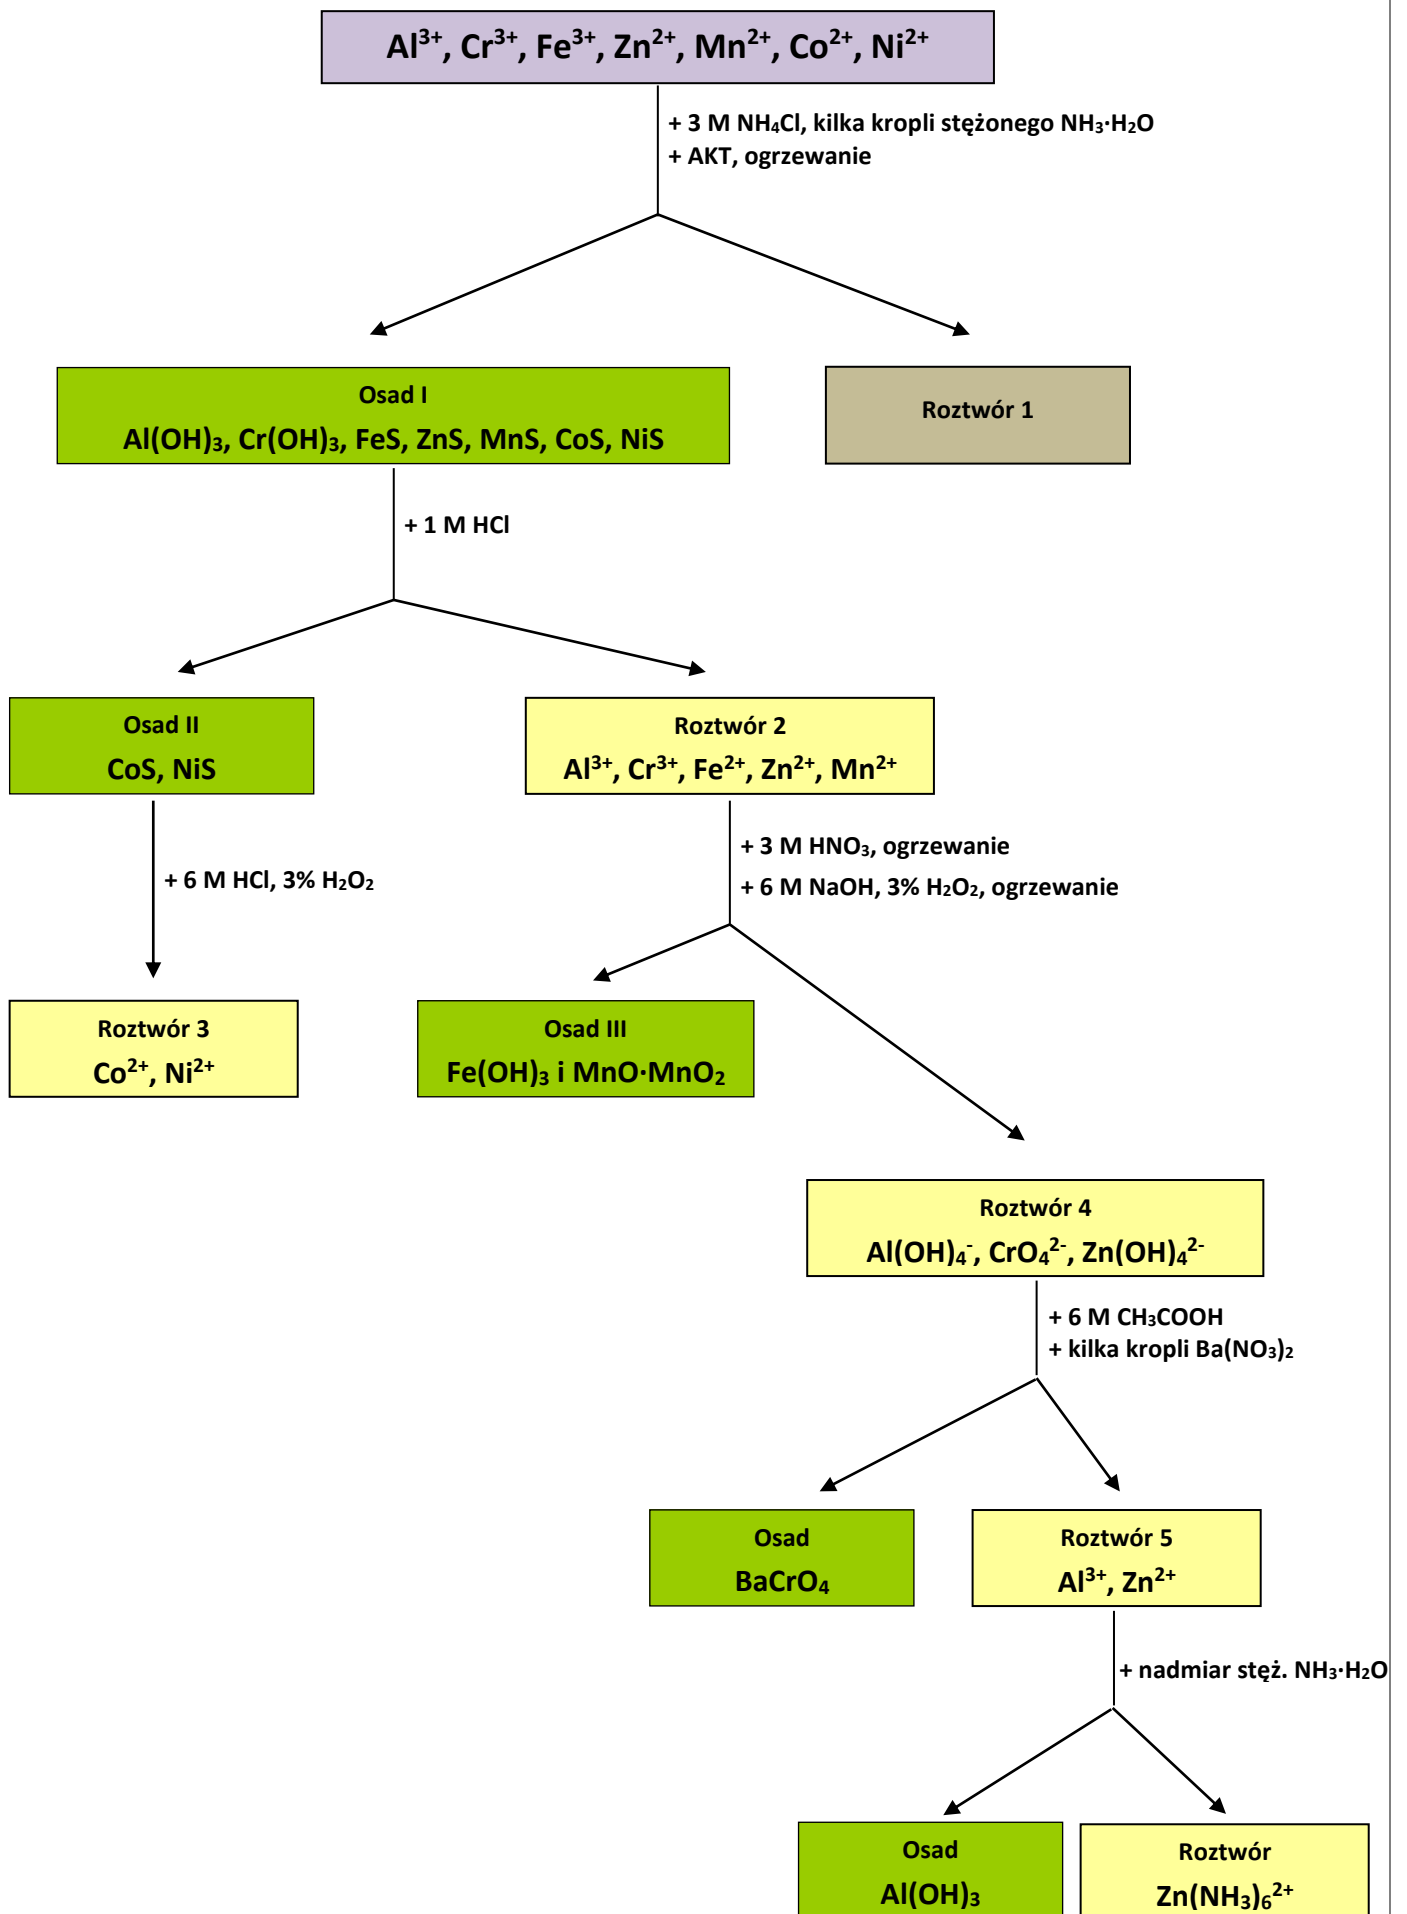 Al³⁺, Cr³⁺, Fe³⁺, Zn²⁺, Mn²⁺, Co²⁺, Ni²⁺
+ 3 M NH₄Cl, kilka kropli stężonego NH₃·H₂O
+ AKT, ogrzewanie
Osad I
Al(OH)₃, Cr(OH)₃, FeS, ZnS, MnS, CoS, NiS
Roztwór 1
+ 1 M HCl
Osad II
CoS, NiS
Roztwór 2
Al³⁺, Cr³⁺, Fe²⁺, Zn²⁺, Mn²⁺
+ 6 M HCl, 3% H₂O₂
+ 3 M HNO₃, ogrzewanie
+ 6 M NaOH, 3% H₂O₂, ogrzewanie
Roztwór 3
Co²⁺, Ni²⁺
Osad III
Fe(OH)₃ i MnO·MnO₂
Roztwór 4
Al(OH)₄⁻, CrO₄²⁻, Zn(OH)₄²⁻
+ 6 M CH₃COOH
+ kilka kropli Ba(NO₃)₂
Osad
BaCrO₄
Roztwór 5
Al³⁺, Zn²⁺
+ nadmiar stęż. NH₃·H₂O
Osad
Al(OH)₃
Roztwór
Zn(NH₃)₆²⁺